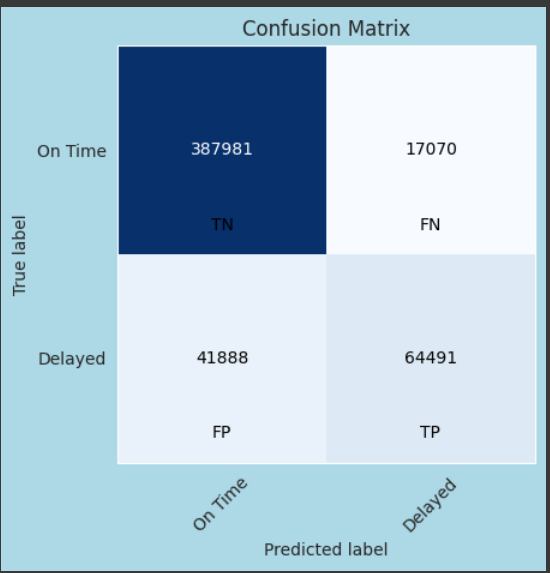 Confusion Matrix
True label
On Time
387981
17070
TN
FN
Delayed
41888
64491
FP
TP
On Time
Delayed
Predicted label